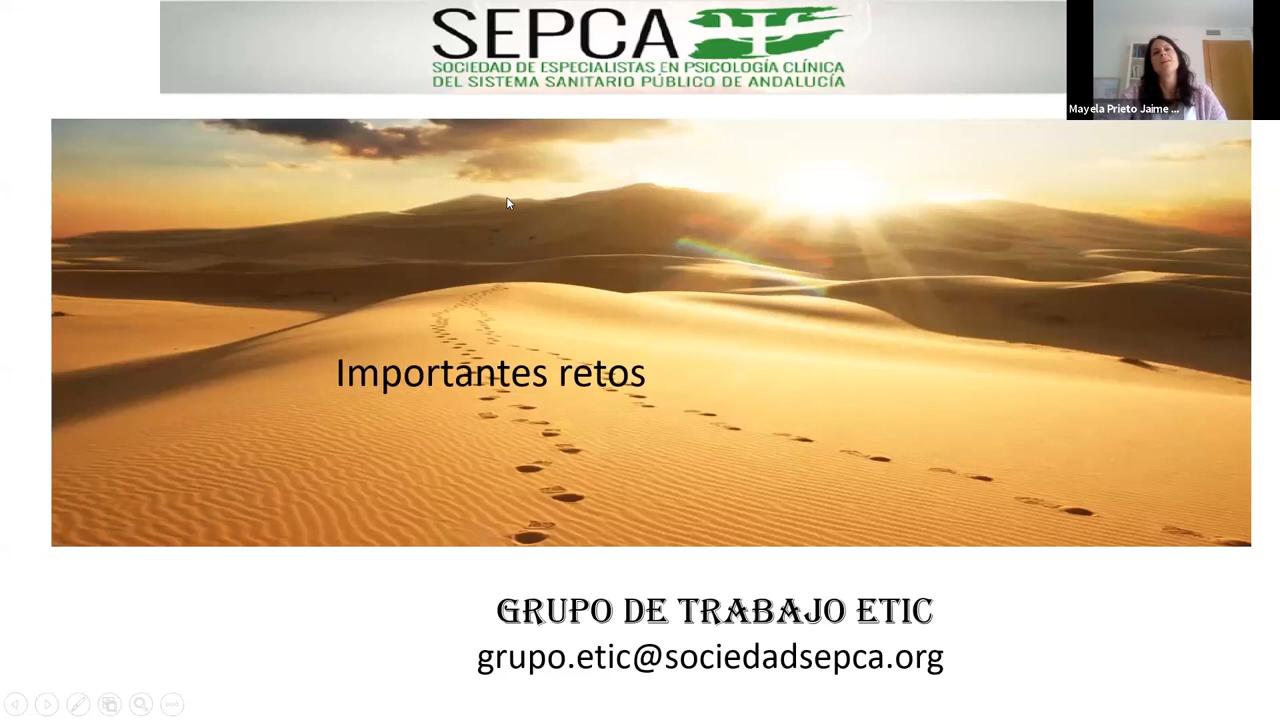 SEPCA
SOCIEDAD DE ESPECIALISTAS EN PSICOLOGÍA CLÍNICA
DEL SISTEMA SANITARIO PÚBLICO DE ANDALUCÍA
Mayela Prieto Jaime ...
Importantes retos
GRUPO DE TRABAJO ETIC
grupo.etic@sociedadsepca.org